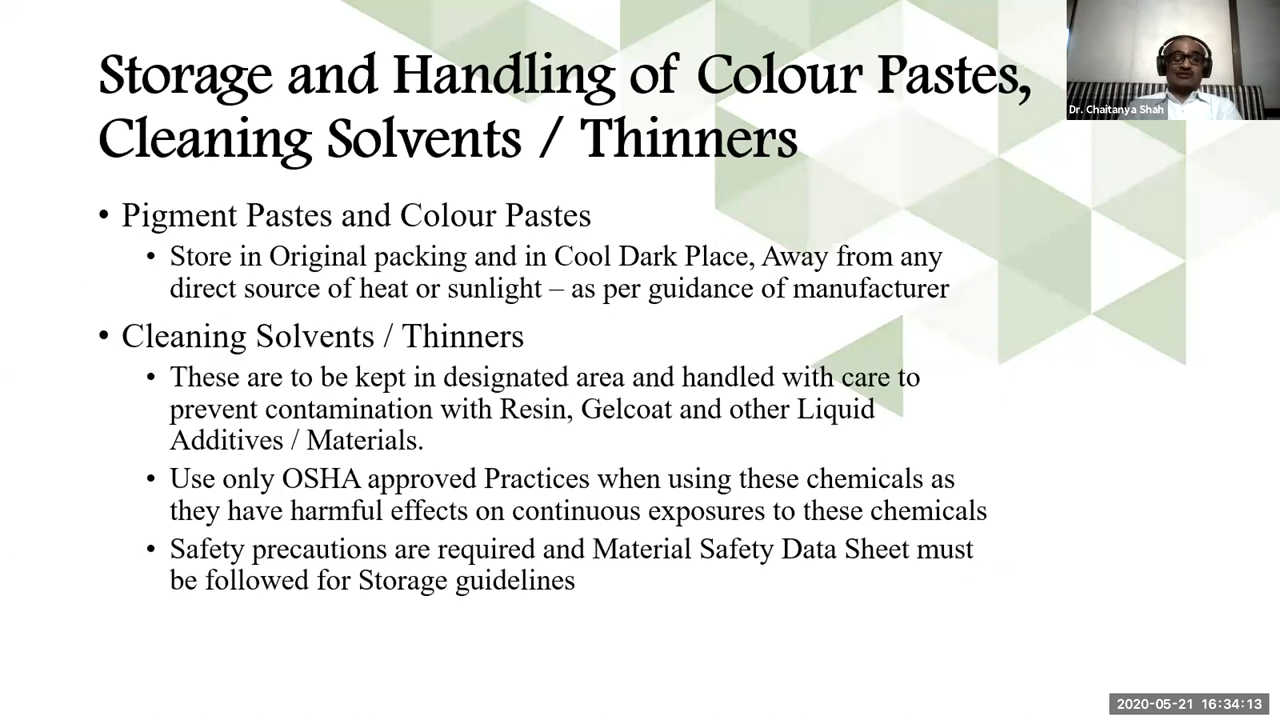 Storage and Handling of Colour Pastes,
Cleaning Solvents / Thinners
Dr. Chaitanya Shah
• Pigment Pastes and Colour Pastes
• Store in Original packing and in Cool Dark Place, Away from any
direct source of heat or sunlight – as per guidance of manufacturer
• Cleaning Solvents / Thinners
• These are to be kept in designated area and handled with care to
prevent contamination with Resin, Gelcoat and other Liquid
Additives / Materials.
• Use only OSHA approved Practices when using these chemicals as
they have harmful effects on continuous exposures to these chemicals
• Safety precautions are required and Material Safety Data Sheet must
be followed for Storage guidelines
2020-05-21 16:34:13